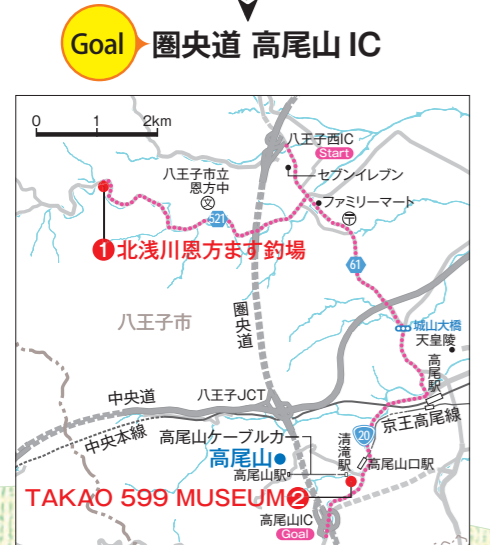 Goal 圏央道 高尾山 IC
0 1 2km
八王子西IC
Start
八王子市立
恩方中
文
セブンイレブン
ファミリーマート
〒
521
❶北浅川恩方ます釣場
61
八王子市
圏央道
城山大橋
天皇陵
高尾駅
中央道
八王子JCT
京王高尾線
中央本線
高尾山ケーブルカー
清滝駅
20
高尾山
高尾山口駅
高尾山駅
TAKAO 599 MUSEUM❷
高尾山IC
Goal